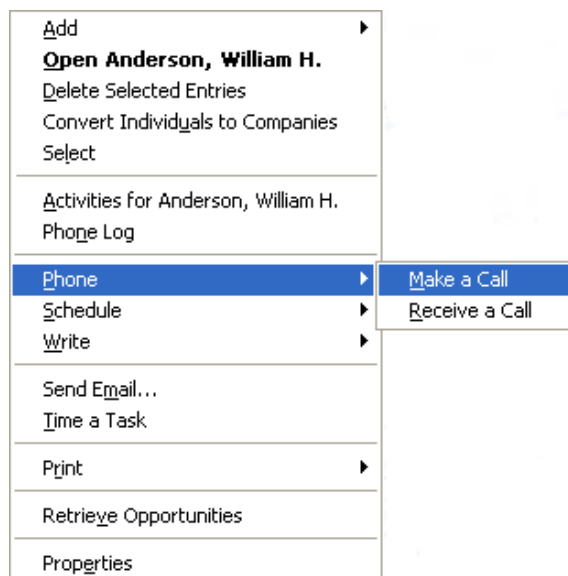 Add
Open Anderson, William H.
Delete Selected Entries
Convert Individuals to Companies
Select
Activities for Anderson, William H.
Phone Log
Phone
Make a Call
Schedule
Receive a Call
Write
Send Email...
Time a Task
Print
Retrieve Opportunities
Properties